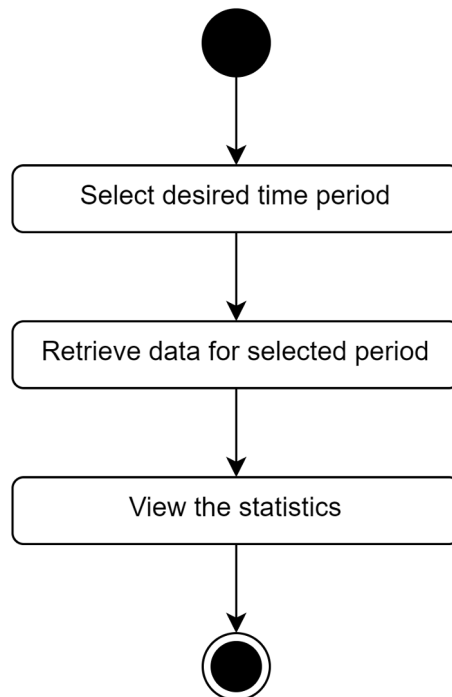 Select desired time period
Retrieve data for selected period
View the statistics